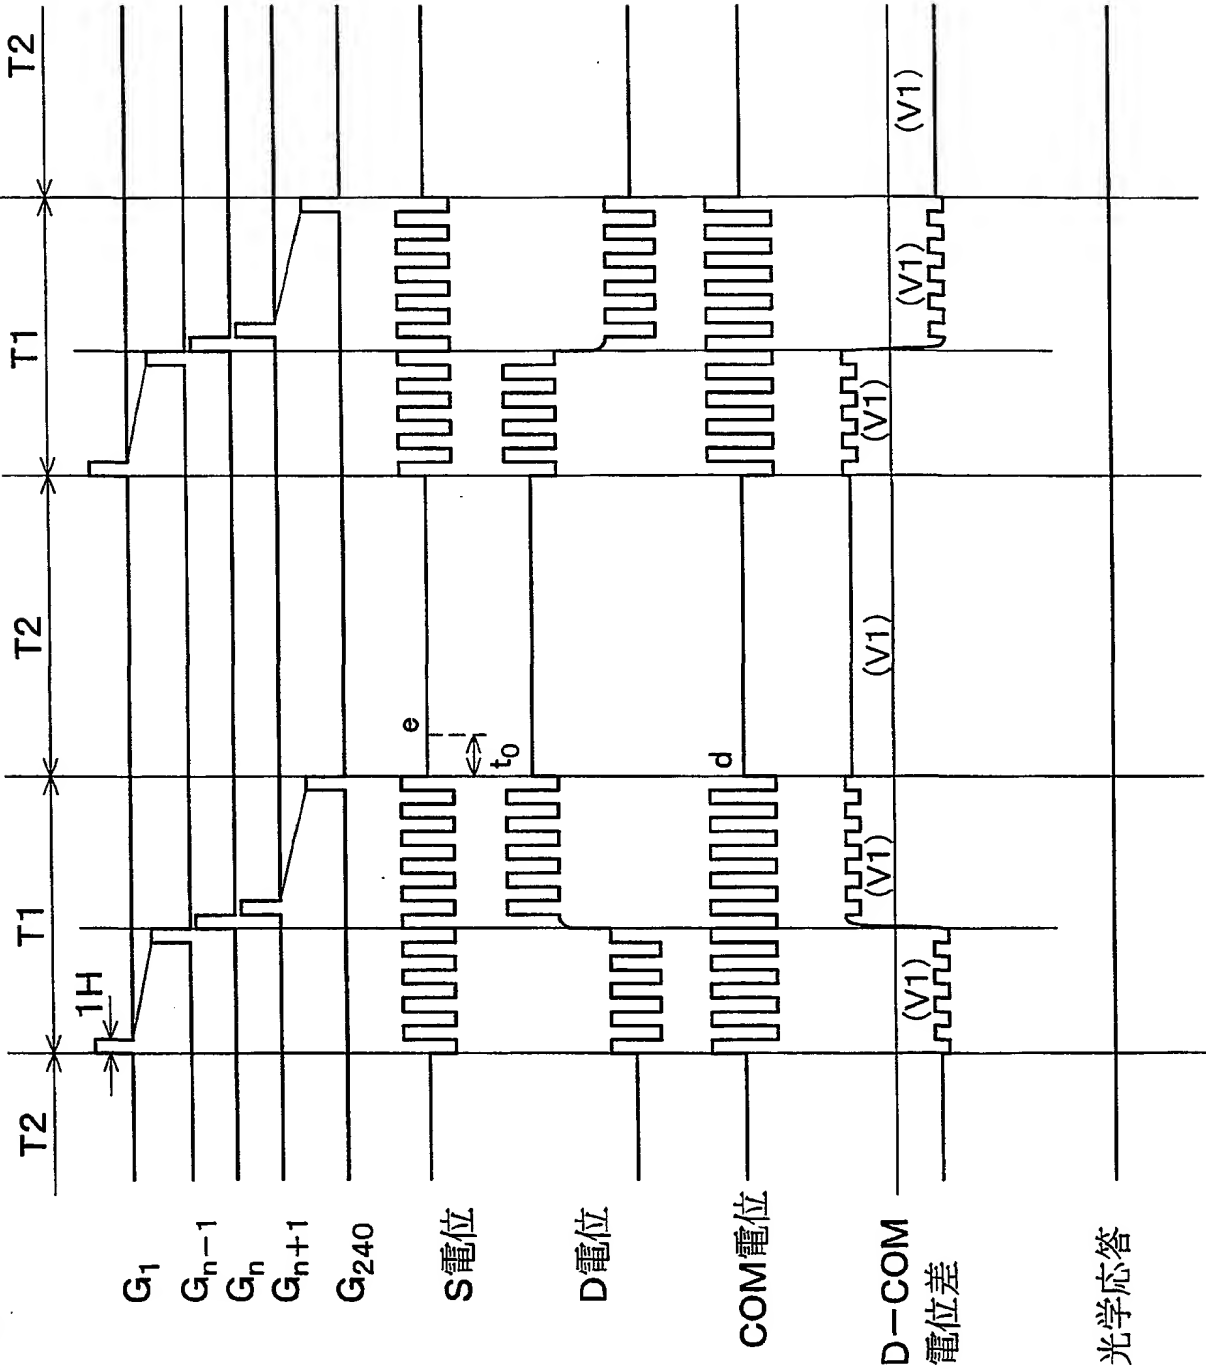 T2
T1
T2
T1
T2
1H
G₁
Gₙ₋₁
Gₙ
Gₙ₊₁
G₂₄₀
S電位
e
t₀
D電位
COM電位
d
D−COM
電位差
(V1)
(V1)
(V1)
(V1)
(V1)
(V1)
光学応答